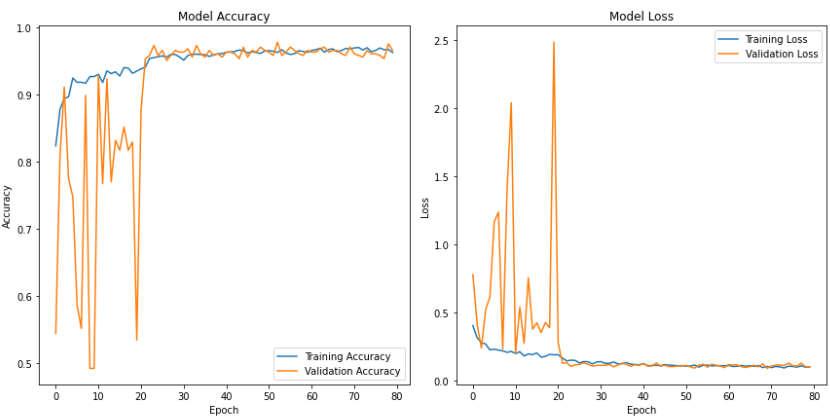 Model Accuracy
1.0
0.9
0.8
0.7
0.6
0.5
Accuracy
0 10 20 30 40 50 60 70 80
Epoch
Training Accuracy
Validation Accuracy
Model Loss
2.5
2.0
1.5
1.0
0.5
0.0
Loss
0 10 20 30 40 50 60 70 80
Epoch
Training Loss
Validation Loss